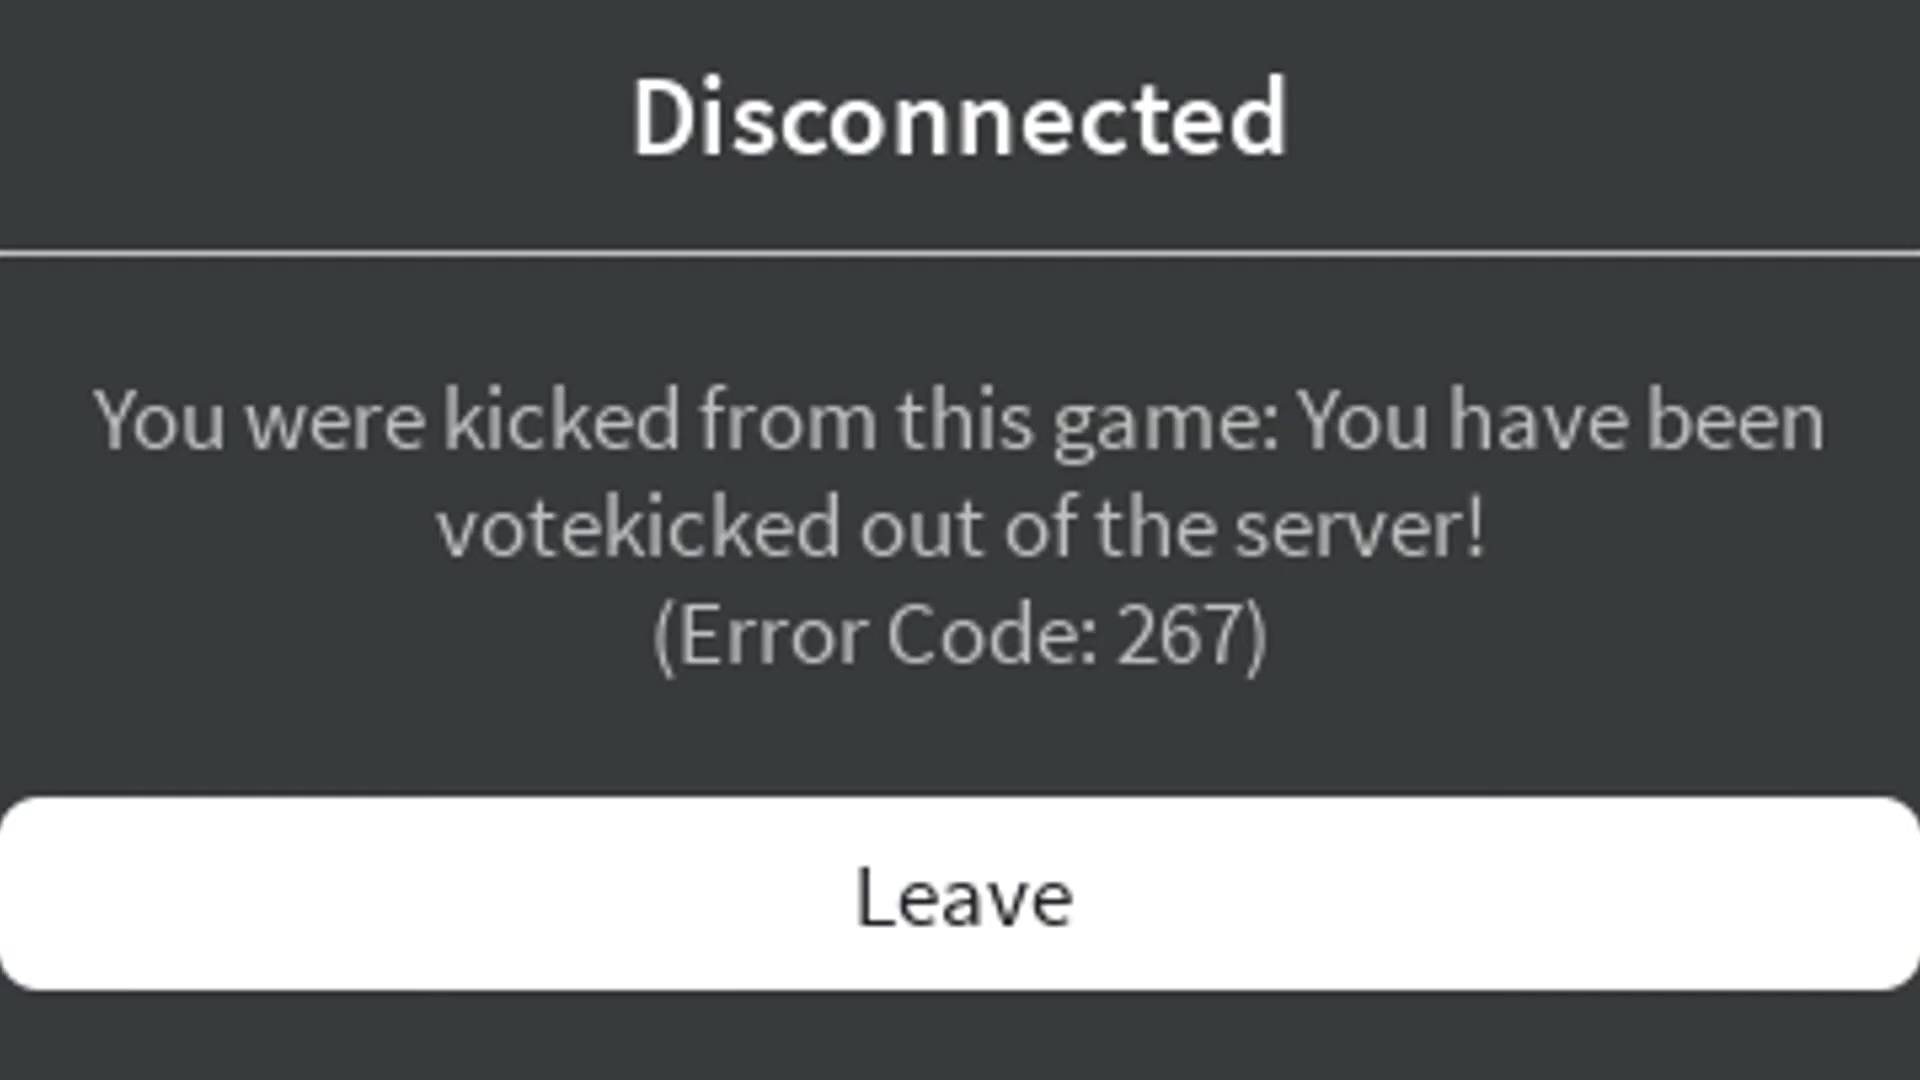 Disconnected
You were kicked from this game: You have been
votekicked out of the server!
(Error Code: 267)
Leave